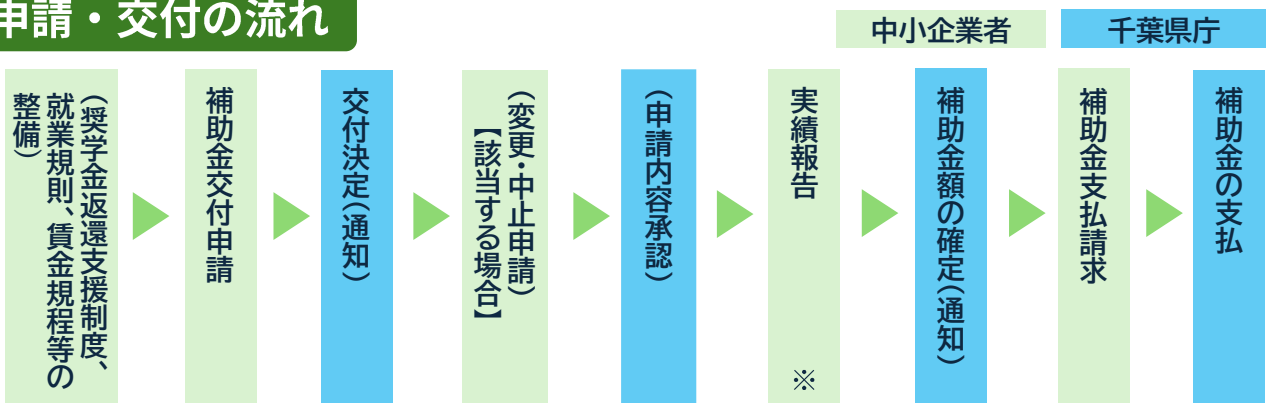 申請・交付の流れ
中小企業者
千葉県庁
(奨学金返還支援制度、
就業規則、賃金規程等の
整備)
補助金交付申請
交付決定(通知)
(変更・中止申請)
【該当する場合】
(申請内容承認)
実績報告 ※
補助金額の確定(通知)
補助金支払請求
補助金の支払